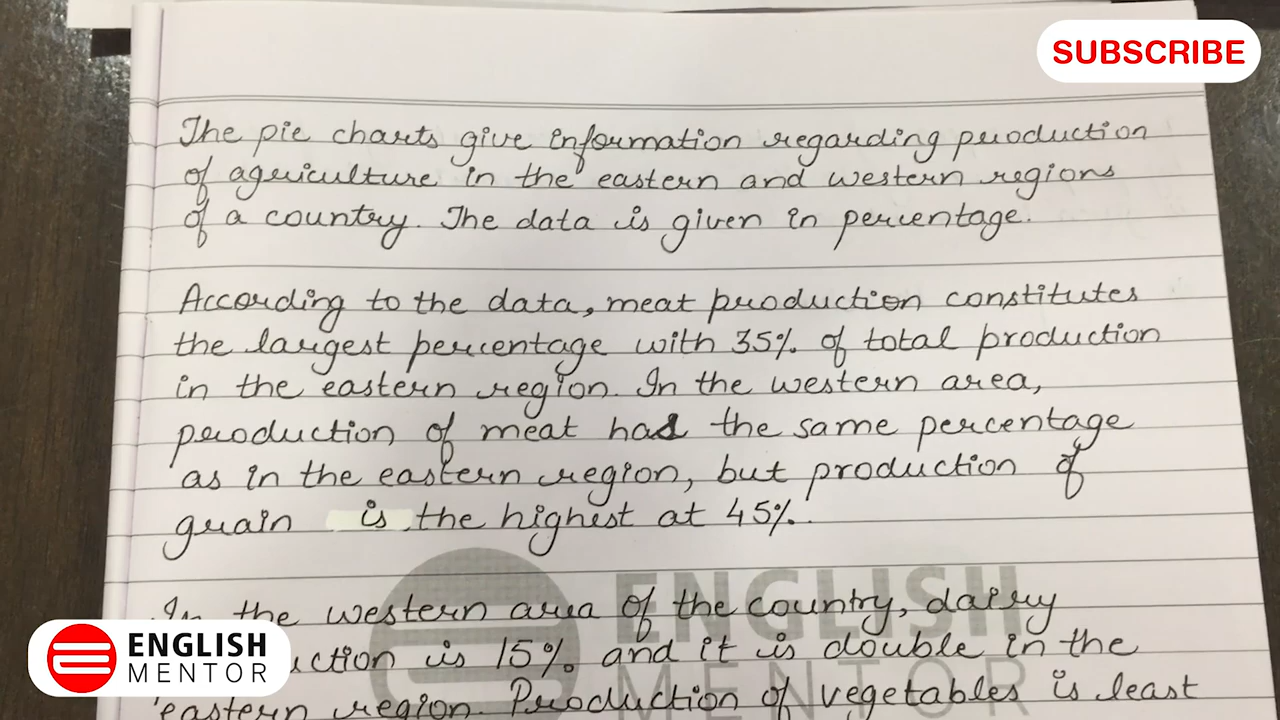 SUBSCRIBE
The pie charts give information regarding production
of agriculture in the eastern and western regions
of a country. The data is given in percentage.
According to the data, meat production constitutes
the largest percentage with 35% of total production
in the eastern region. In the western area,
production of meat has the same percentage
as in the eastern region, but production of
grain is the highest at 45%.
In the western area of the country, dairy
uction is 15% and it is double in the
eastern region. Production of vegetables is least
ENGLISH
MENTOR
ENGLISH
MENTOR